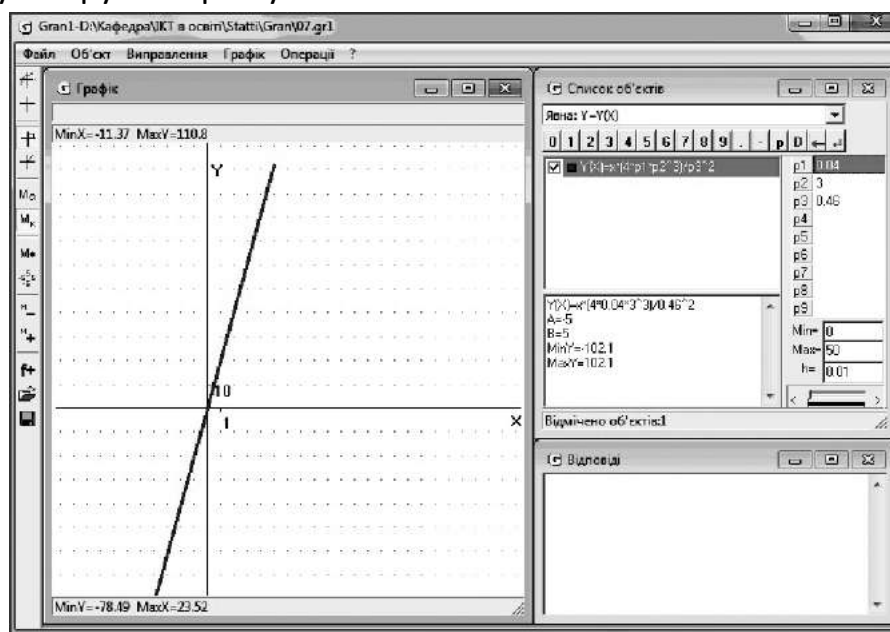 Gran1-D:\Кафедра\ІКТ в освіті\Statti\Gran\07.gr1
Файл Об'єкт Виправлення Графік Операції ?
Графік
MinX=-11.37 MaxY=110.8
Y
10
1
X
MinY=-78.49 MaxX=23.52
Список об'єктів
Явна: Y=Y(X)
0 1 2 3 4 5 6 7 8 9 . - p D
Y(X)=x*(4*p1*p2^3)/p3^2
p1 0.04
p2 3
p3 0.46
p4
p5
p6
p7
p8
p9
Y(X)=x*(4*0.04*3^3)/0.46^2
A=-5
B=5
MinY=-102.1
MaxY=102.1
Min= 0
Max= 50
h= 0.01
Відмічено об'єктів:1
Відповіді